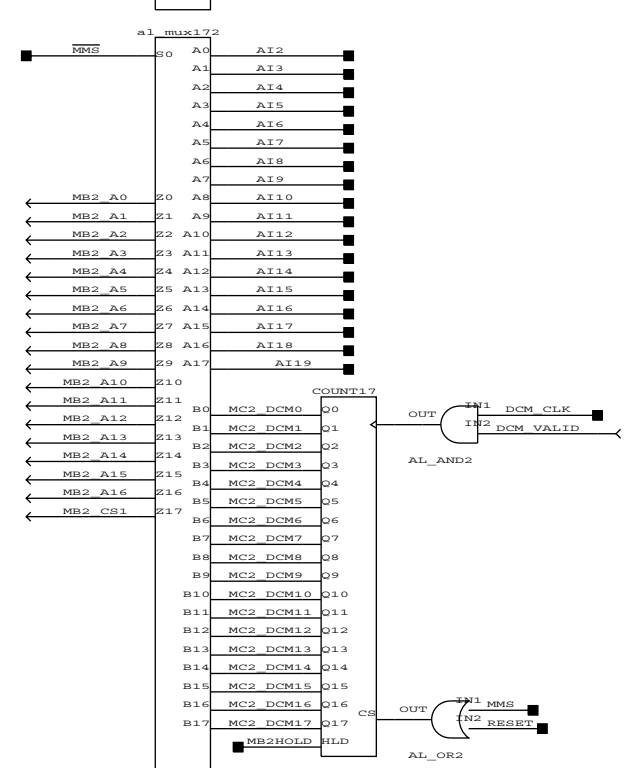 al_mux172
MMS S0 A0 AI2
A1 AI3
A2 AI4
A3 AI5
A4 AI6
A5 AI7
A6 AI8
A7 AI9
MB2_A0 Z0 A8 AI10
MB2_A1 Z1 A9 AI11
MB2_A2 Z2 A10 AI12
MB2_A3 Z3 A11 AI13
MB2_A4 Z4 A12 AI14
MB2_A5 Z5 A13 AI15
MB2_A6 Z6 A14 AI16
MB2_A7 Z7 A15 AI17
MB2_A8 Z8 A16 AI18
MB2_A9 Z9 A17 AI19
MB2_A10 Z10
COUNT17
MB2_A11 Z11
B0 MC2_DCM0 Q0 OUT IN1 DCM_CLK
MB2_A12 Z12
B1 MC2_DCM1 Q1 IN2 DCM_VALID
MB2_A13 Z13
B2 MC2_DCM2 Q2
MB2_A14 Z14
B3 MC2_DCM3 Q3 AL_AND2
MB2_A15 Z15
B4 MC2_DCM4 Q4
MB2_A16 Z16
B5 MC2_DCM5 Q5
MB2_CS1 Z17
B6 MC2_DCM6 Q6
B7 MC2_DCM7 Q7
B8 MC2_DCM8 Q8
B9 MC2_DCM9 Q9
B10 MC2_DCM10 Q10
B11 MC2_DCM11 Q11
B12 MC2_DCM12 Q12
B13 MC2_DCM13 Q13
B14 MC2_DCM14 Q14
B15 MC2_DCM15 Q15
B16 MC2_DCM16 Q16 CS OUT IN1 MMS
B17 MC2_DCM17 Q17 IN2 RESET
MB2HOLD HLD
AL_OR2